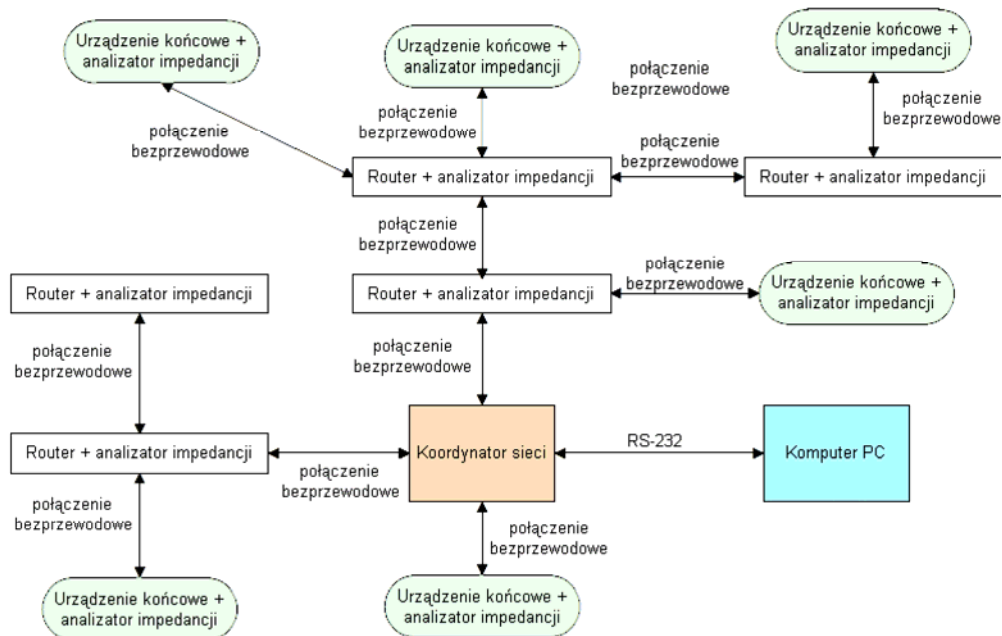 Urządzenie końcowe +
analizator impedancji
Urządzenie końcowe +
analizator impedancji
Urządzenie końcowe +
analizator impedancji
połączenie
bezprzewodowe
połączenie
bezprzewodowe
połączenie
bezprzewodowe
połączenie
bezprzewodowe
połączenie
bezprzewodowe
Router + analizator impedancji
Router + analizator impedancji
połączenie
bezprzewodowe
połączenie
bezprzewodowe
Router + analizator impedancji
Router + analizator impedancji
Urządzenie końcowe +
analizator impedancji
połączenie
bezprzewodowe
połączenie
bezprzewodowe
Router + analizator impedancji
Koordynator sieci
RS-232
Komputer PC
połączenie
bezprzewodowe
połączenie
bezprzewodowe
połączenie
bezprzewodowe
Urządzenie końcowe +
analizator impedancji
Urządzenie końcowe +
analizator impedancji